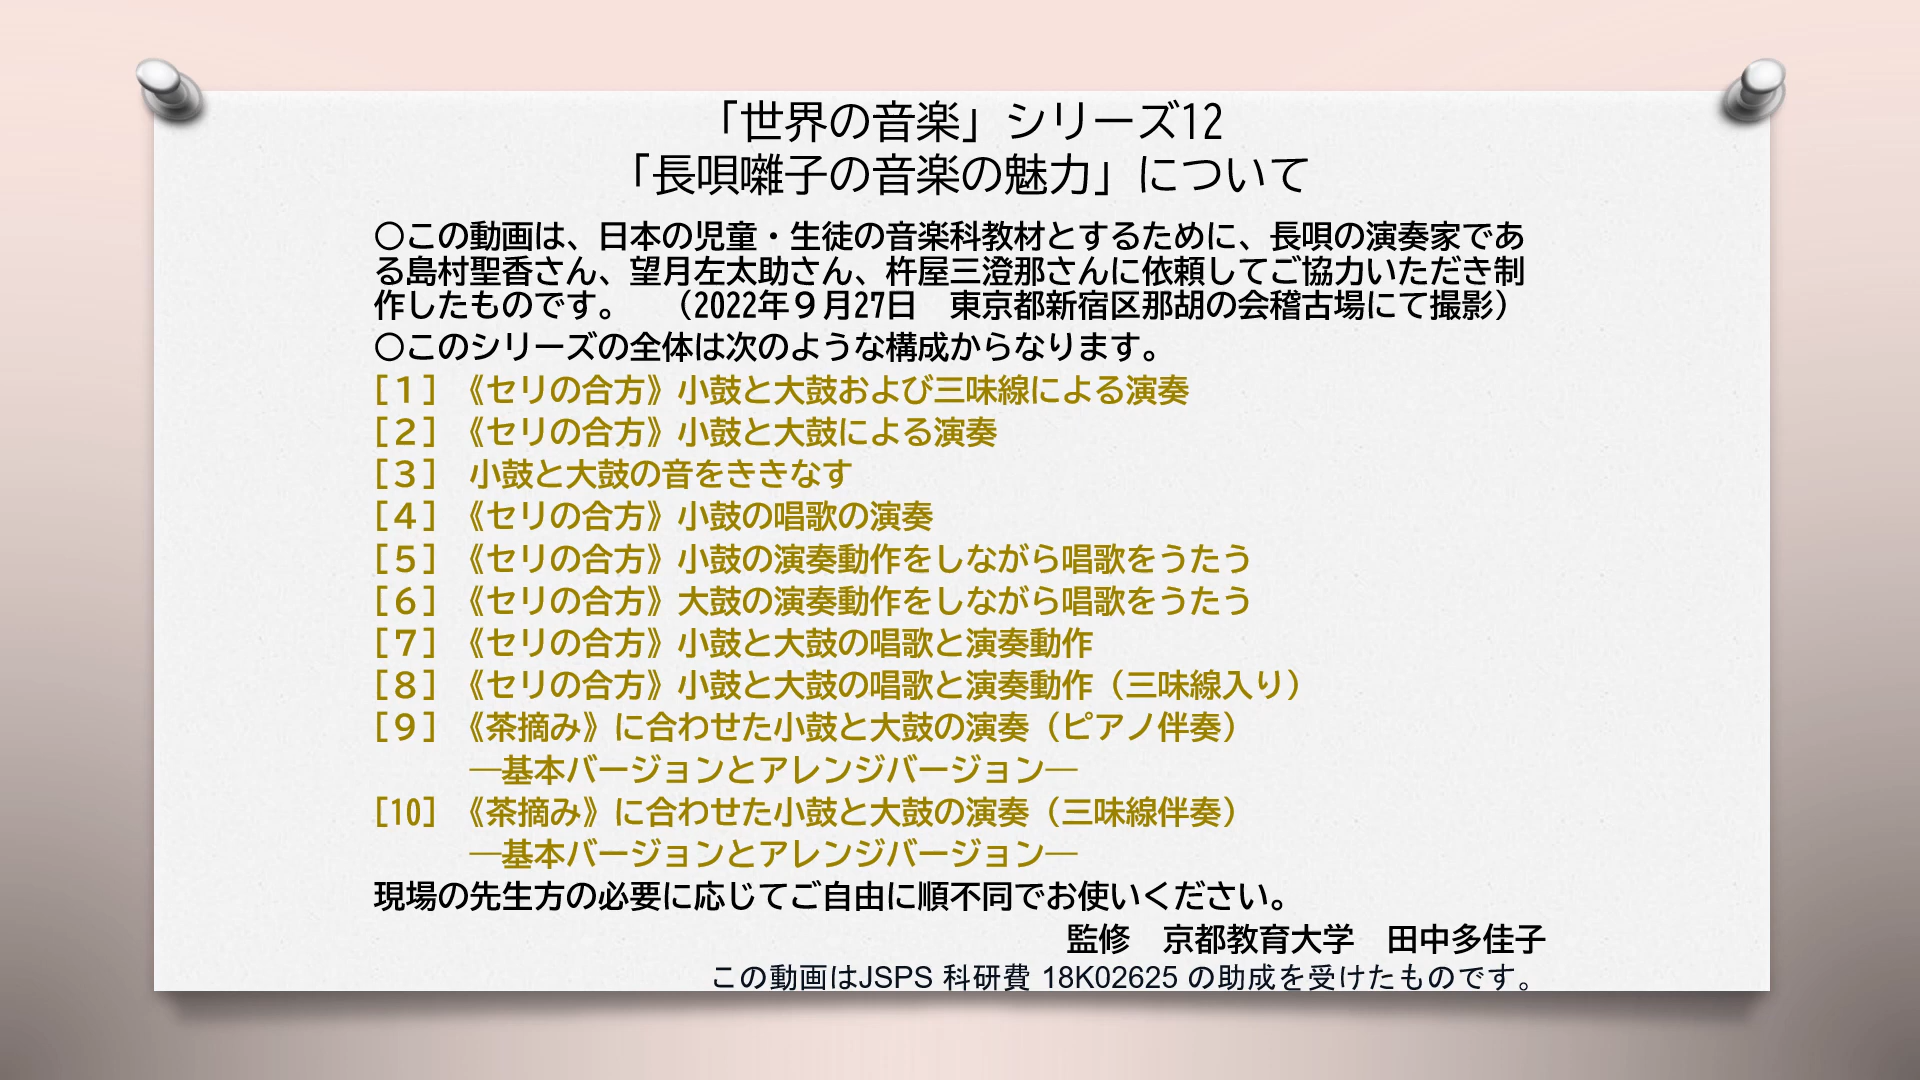 「世界の音楽」シリーズ12
「長唄囃子の音楽の魅力」について
〇この動画は、日本の児童・生徒の音楽科教材とするために、長唄の演奏家であ
る島村聖香さん、望月左太助さん、杵屋三澄那さんに依頼してご協力いただき制
作したものです。　（2022年９月27日　東京都新宿区那胡の会稽古場にて撮影）
〇このシリーズの全体は次のような構成からなります。
［１］《セリの合方》小鼓と大鼓および三味線による演奏
［２］《セリの合方》小鼓と大鼓による演奏
［３］ 小鼓と大鼓の音をききなす
［４］《セリの合方》小鼓の唱歌の演奏
［５］《セリの合方》小鼓の演奏動作をしながら唱歌をうたう
［６］《セリの合方》大鼓の演奏動作をしながら唱歌をうたう
［７］《セリの合方》小鼓と大鼓の唱歌と演奏動作
［８］《セリの合方》小鼓と大鼓の唱歌と演奏動作（三味線入り）
［９］《茶摘み》に合わせた小鼓と大鼓の演奏（ピアノ伴奏）
―基本バージョンとアレンジバージョン―
［10］《茶摘み》に合わせた小鼓と大鼓の演奏（三味線伴奏）
―基本バージョンとアレンジバージョン―
現場の先生方の必要に応じてご自由に順不同でお使いください。
監修　京都教育大学　田中多佳子
この動画はJSPS 科研費 18K02625 の助成を受けたものです。